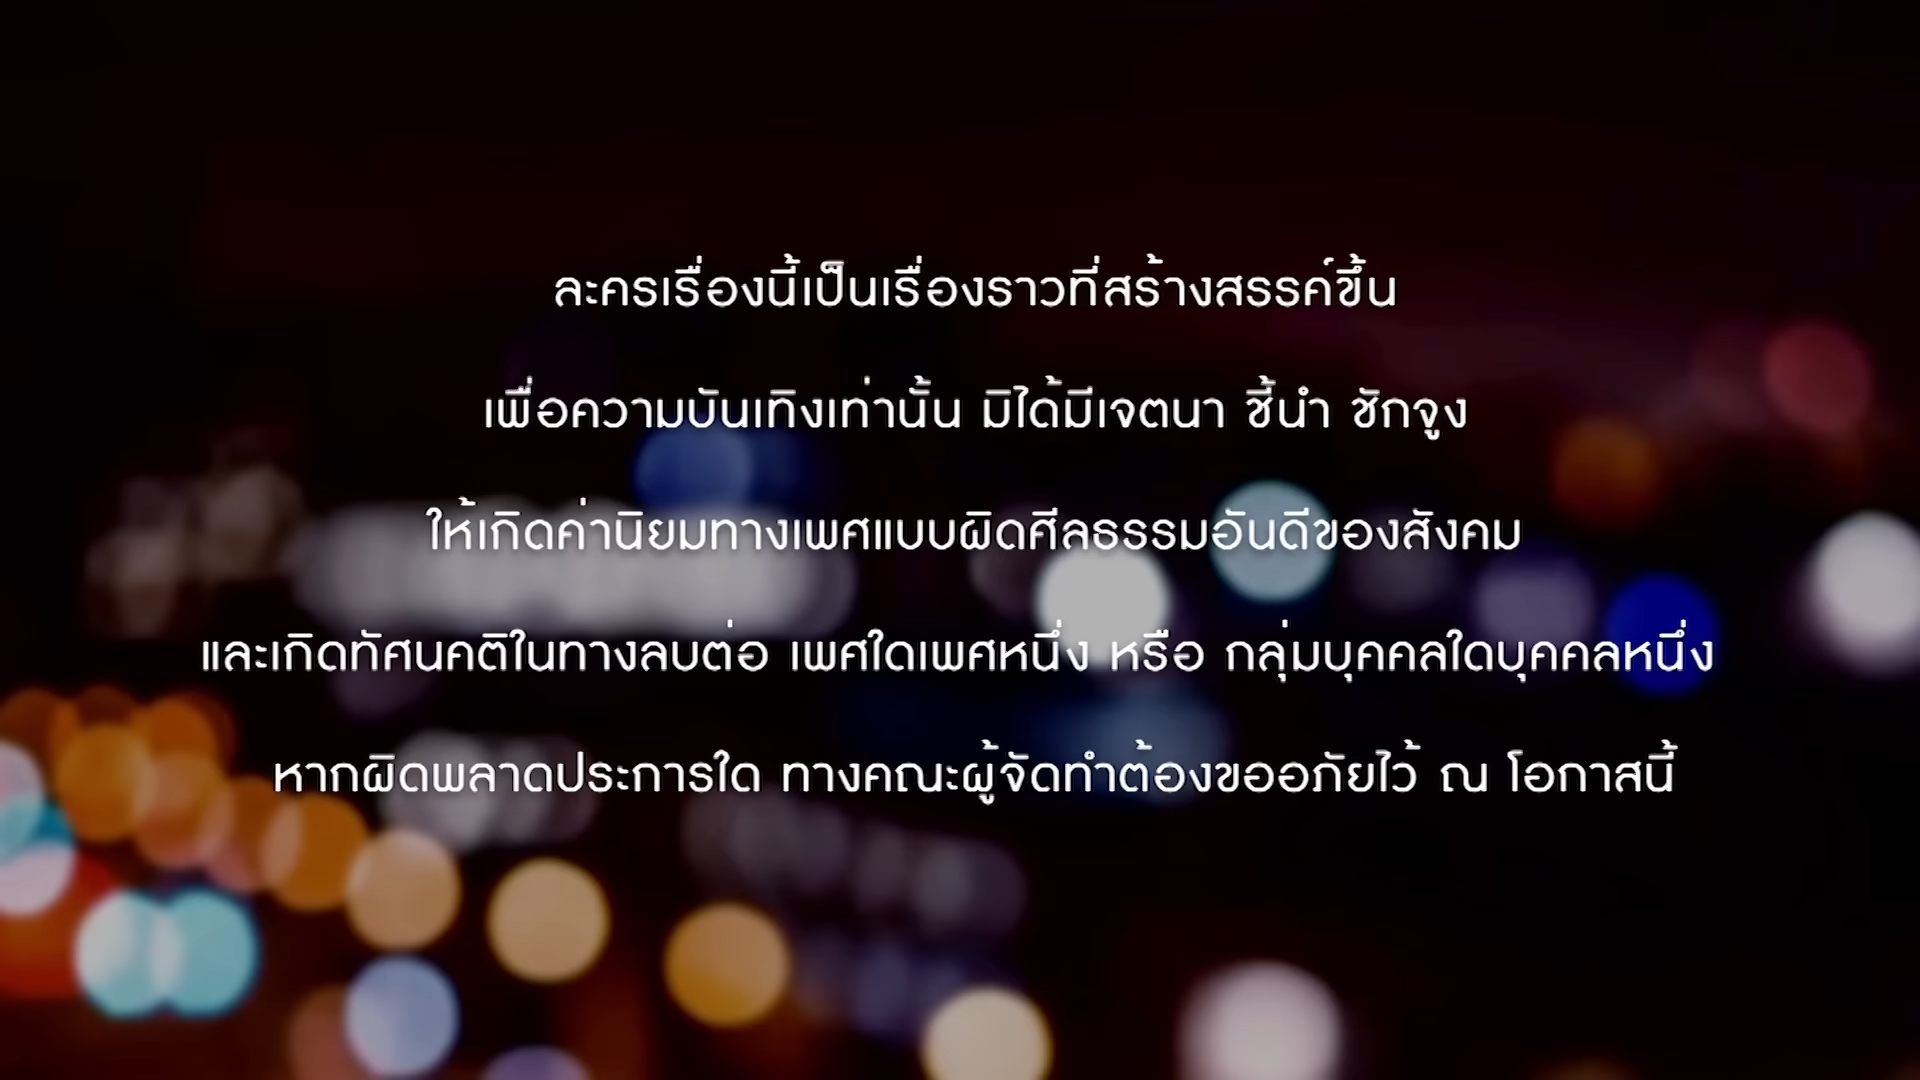 ละครเรื่องนี้เป็นเรื่องราวที่สร้างสรรค์ขึ้น
เพื่อความบันเทิงเท่านั้น มิได้มีเจตนา ชี้นำ ชักจูง
ให้เกิดค่านิยมทางเพศแบบผิดศีลธรรมอันดีของสังคม
และเกิดทัศนคติในทางลบต่อ เพศใดเพศหนึ่ง หรือ กลุ่มบุคคลใดบุคคลหนึ่ง
หากผิดพลาดประการใด ทางคณะผู้จัดทำต้องขออภัยไว้ ณ โอกาสนี้